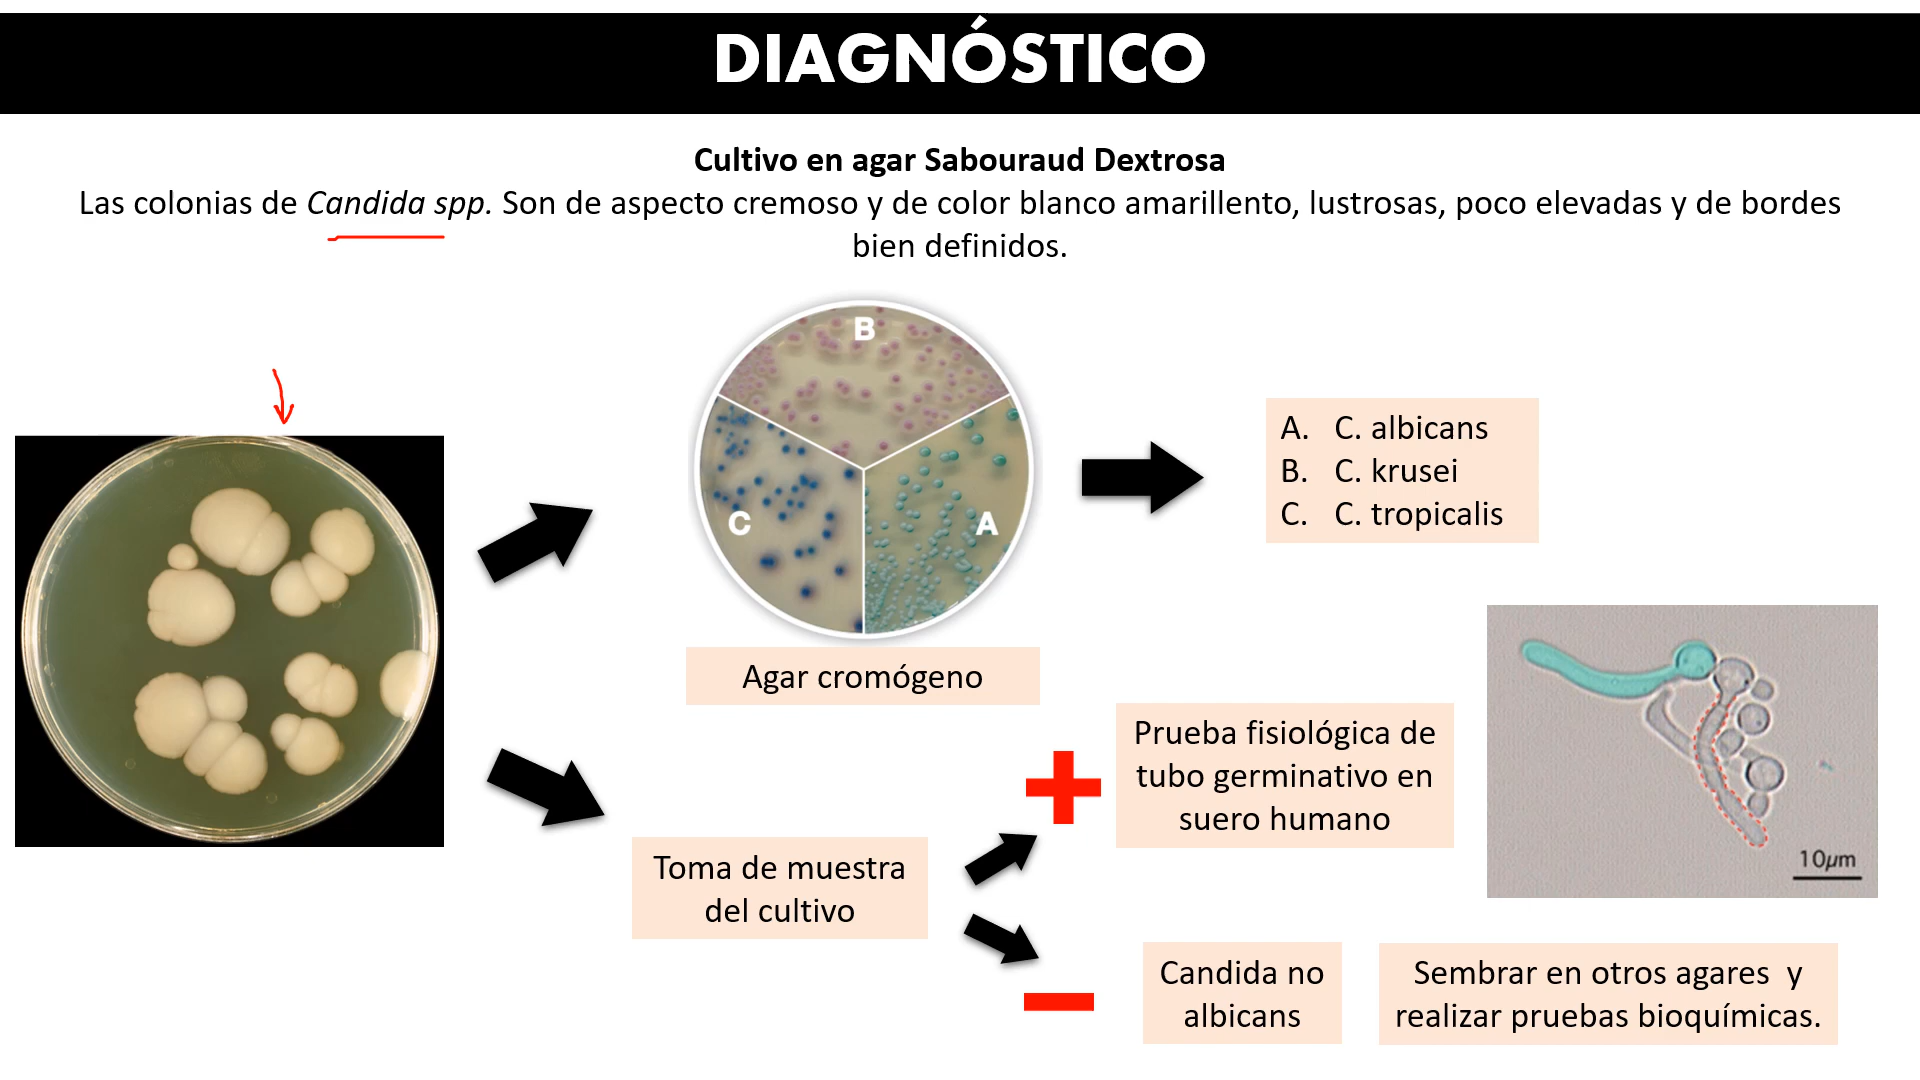 DIAGNÓSTICO
Cultivo en agar Sabouraud Dextrosa
Las colonias de Candida spp. Son de aspecto cremoso y de color blanco amarillento, lustrosas, poco elevadas y de bordes
bien definidos.
B
C
A
Agar cromógeno
A. C. albicans
B. C. krusei
C. C. tropicalis
Toma de muestra
del cultivo
Prueba fisiológica de
tubo germinativo en
suero humano
10µm
Candida no
albicans
Sembrar en otros agares y
realizar pruebas bioquímicas.